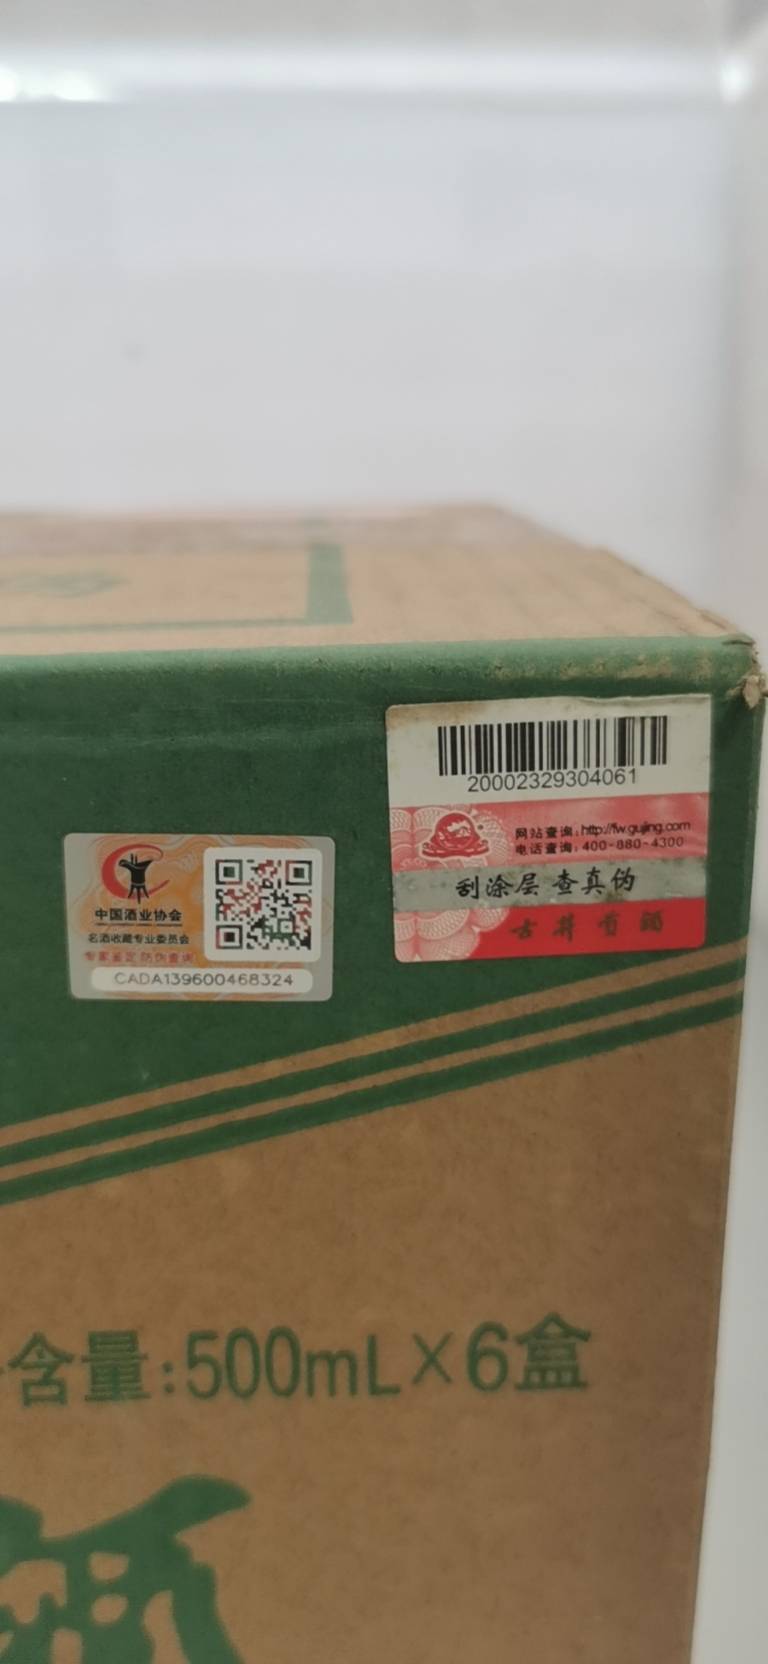 20002329304061
网站查询:http://fw.gujing.com
电话查询:400-880-4300
刮涂层 查真伪
古井贡酒
中国酒业协会
名酒收藏专业委员会
专家鉴定 防伪查询
CADA139600468324
含量:500mL×6盒